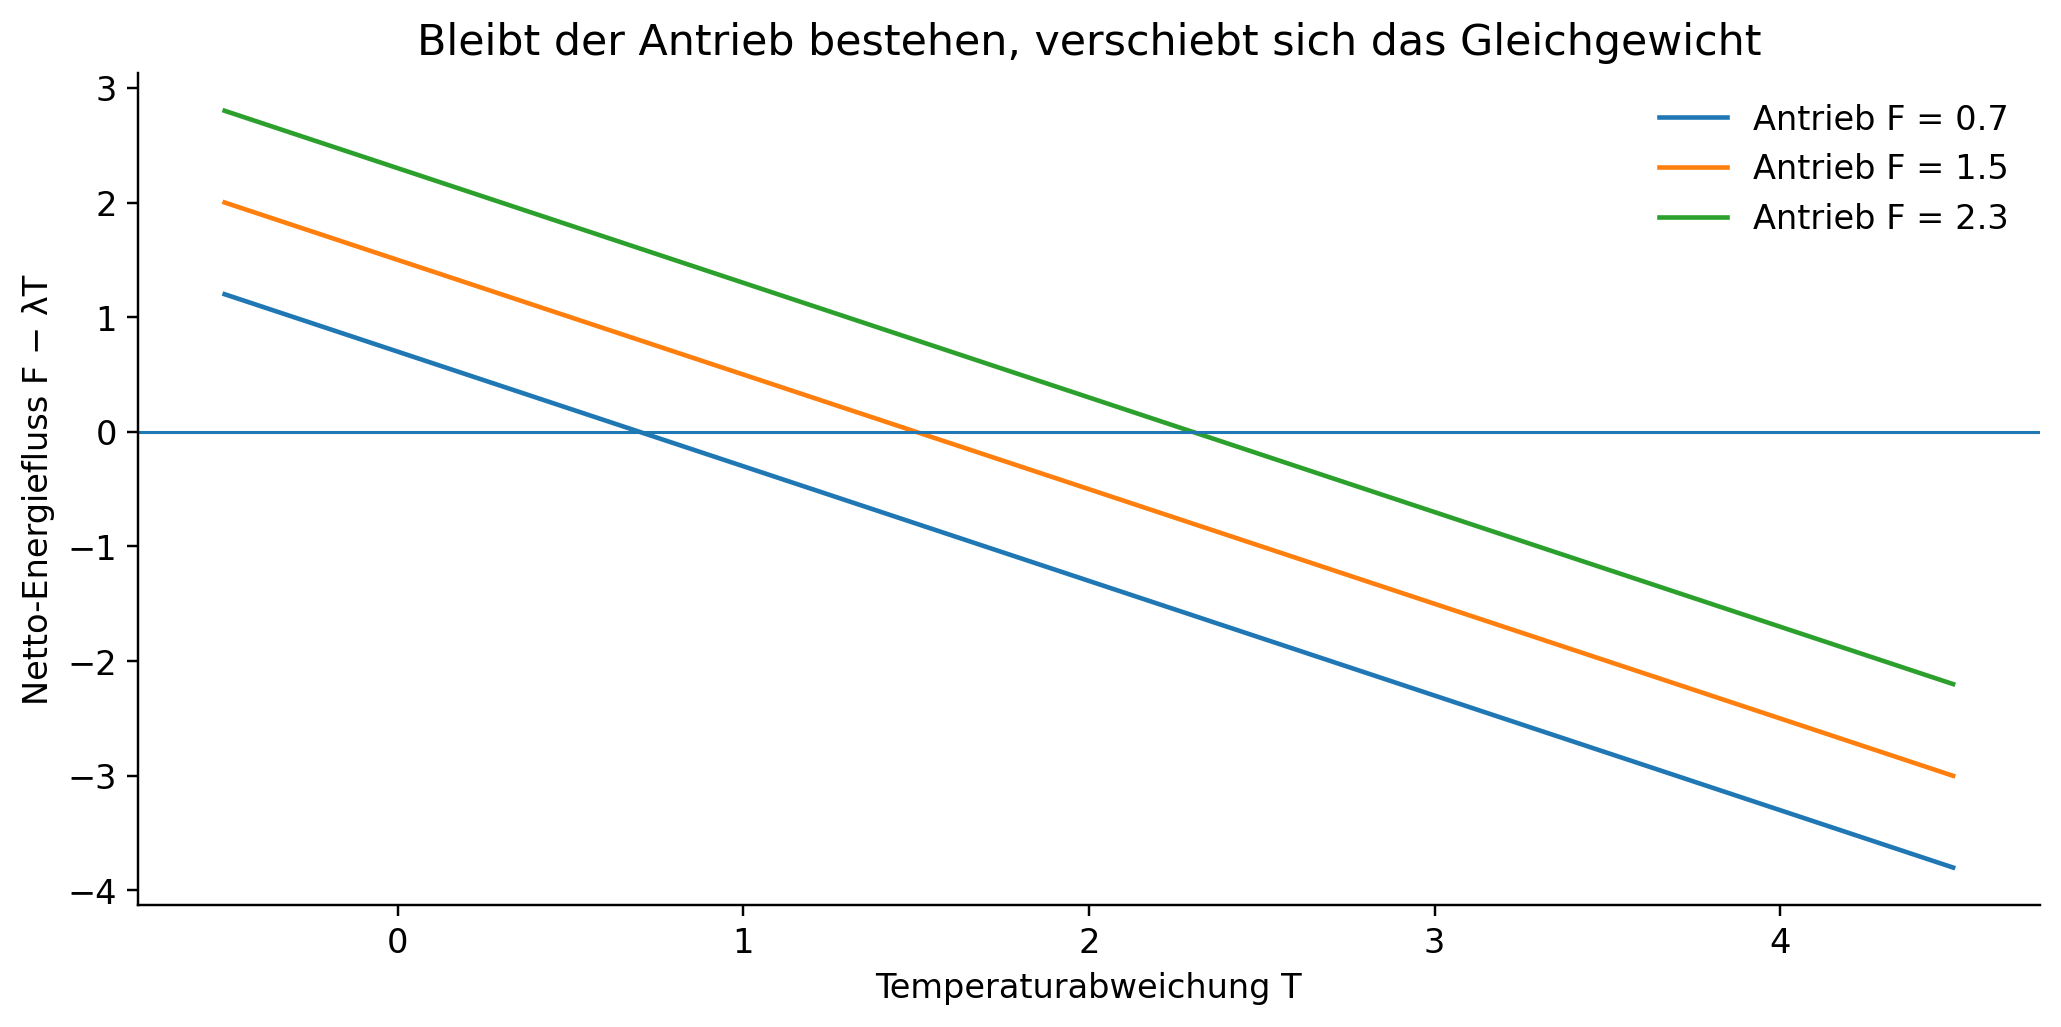 Bleibt der Antrieb bestehen, verschiebt sich das Gleichgewicht
3
2
1
0
−1
−2
−3
−4
Netto-Energiefluss F − λT
Antrieb F = 0.7
Antrieb F = 1.5
Antrieb F = 2.3
0
1
2
3
4
Temperaturabweichung T